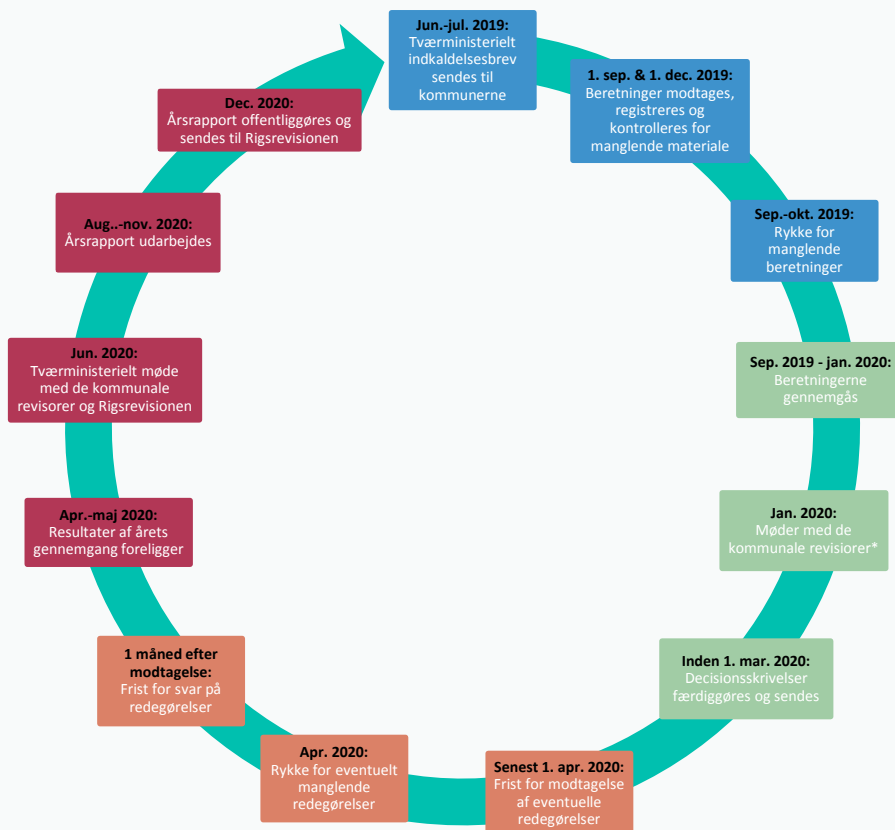 Jun.-jul. 2019:
Tværministerielt
indkaldelsesbrev
sendes til
kommunerne
1. sep. & 1. dec. 2019:
Beretninger modtages,
registreres og
kontrolleres for
manglende materiale
Sep.-okt. 2019:
Rykke for
manglende
beretninger
Sep. 2019 - jan. 2020:
Beretningerne
gennemgås
Jan. 2020:
Møder med de
kommunale revisiorer*
Inden 1. mar. 2020:
Decisionsskrivelser
færdiggøres og sendes
Senest 1. apr. 2020:
Frist for modtagelse
af eventuelle
redegørelser
Apr. 2020:
Rykke for eventuelt
manglende
redegørelser
1 måned efter
modtagelse:
Frist for svar på
redegørelser
Apr.-maj 2020:
Resultater af årets
gennemgang foreligger
Jun. 2020:
Tværministerielt møde
med de kommunale
revisorer og Rigsrevisionen
Aug..-nov. 2020:
Årsrapport udarbejdes
Dec. 2020:
Årsrapport offentliggøres og
sendes til Rigsrevisionen